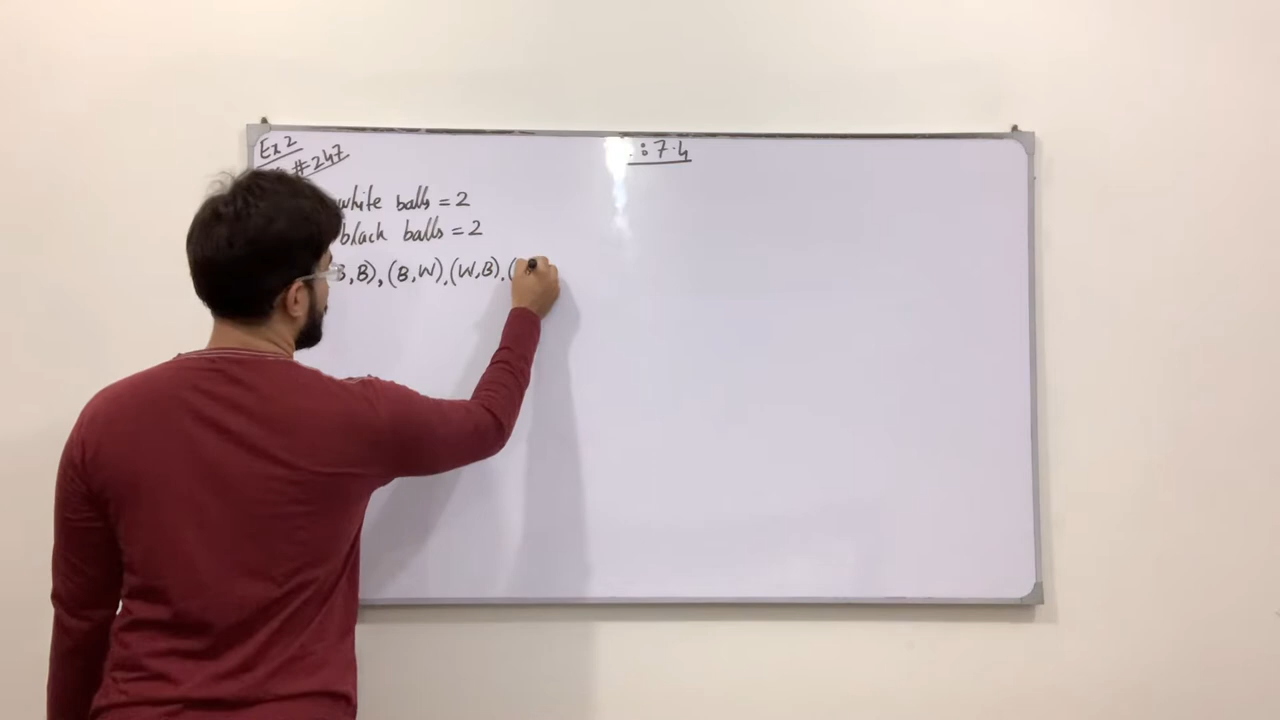 Ex 2
#247
: 7.4
white balls = 2
black balls = 2
B,B),(B,W),(W,B),(